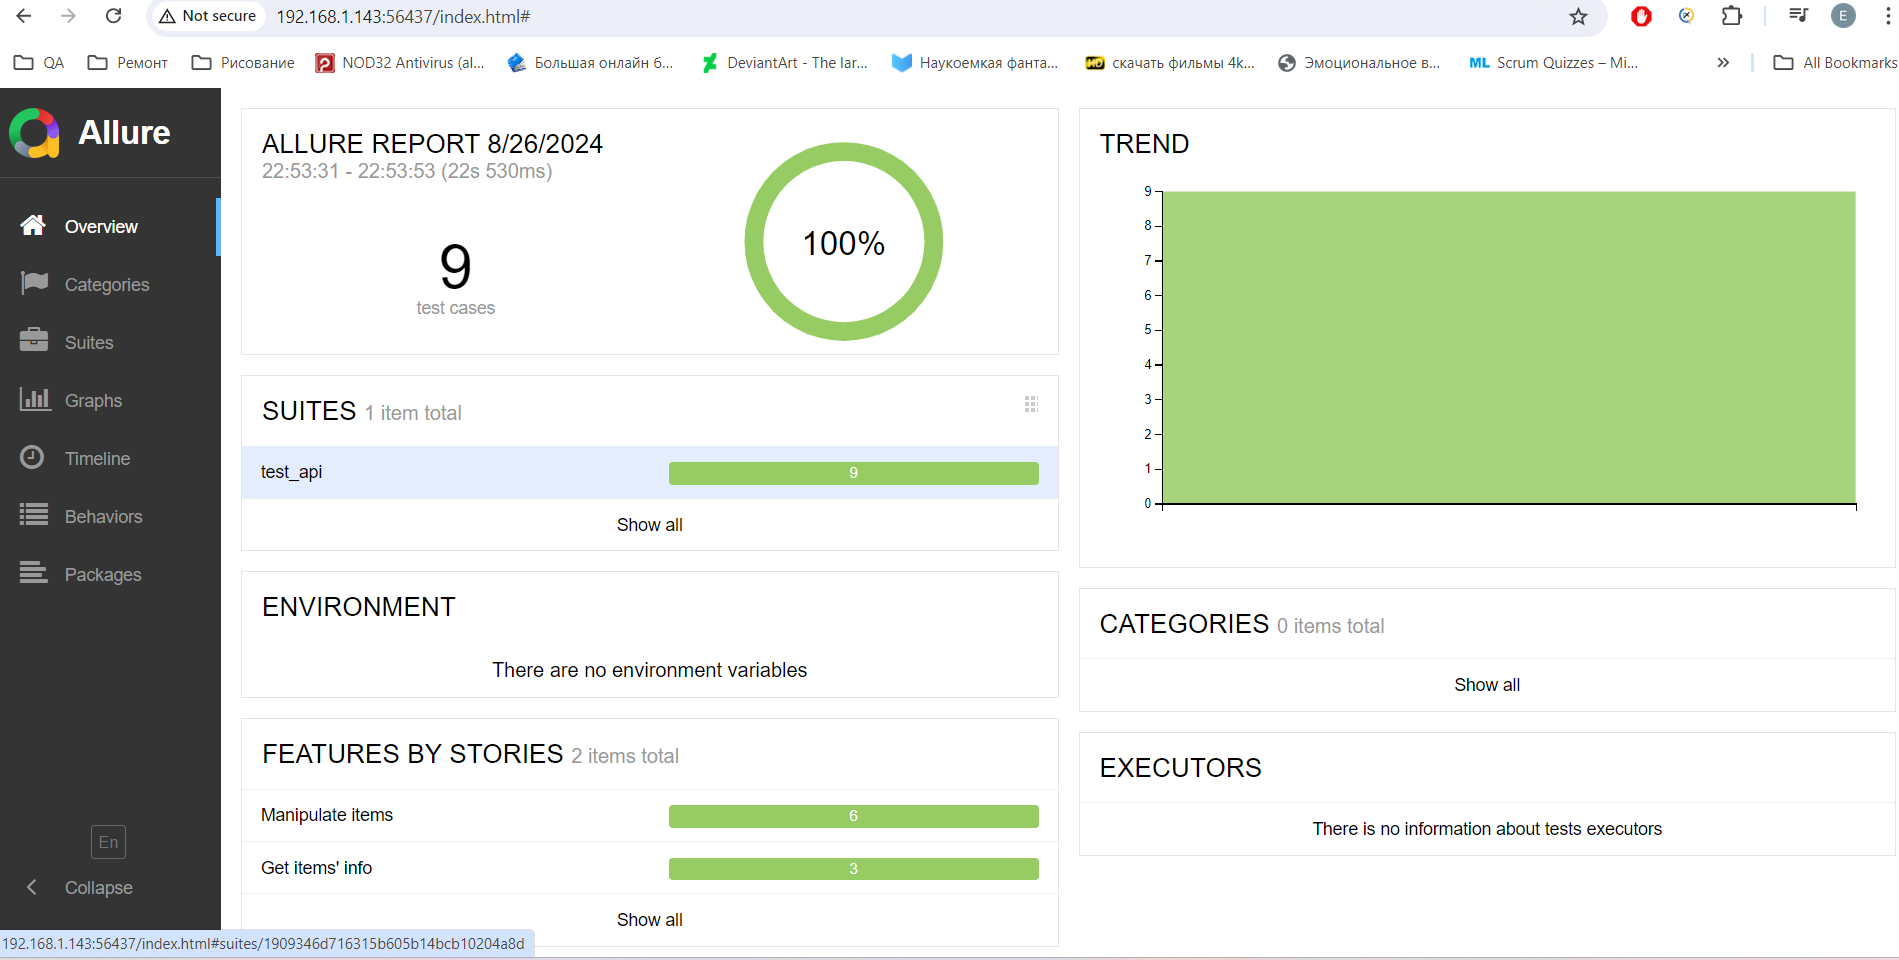 Not secure
192.168.1.143:56437/index.html#
E
QA
Ремонт
Рисование
NOD32 Antivirus (al...
Большая онлайн б...
DeviantArt - The lar...
Наукоемкая фанта...
HD
скачать фильмы 4k...
Эмоциональное в...
ML
Scrum Quizzes – Mi...
All Bookmarks
Allure
Overview
Categories
Suites
Graphs
Timeline
Behaviors
Packages
En
Collapse
ALLURE REPORT 8/26/2024
22:53:31 - 22:53:53 (22s 530ms)
9
test cases
100%
SUITES 1 item total
test_api
9
Show all
ENVIRONMENT
There are no environment variables
FEATURES BY STORIES 2 items total
Manipulate items
6
Get items' info
3
Show all
TREND
9
8
7
6
5
4
3
2
1
0
CATEGORIES 0 items total
Show all
EXECUTORS
There is no information about tests executors
192.168.1.143:56437/index.html#suites/1909346d716315b605b14bcb10204a8d